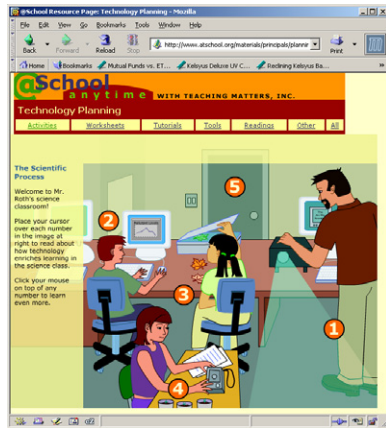 @School Resource Page: Technology Planning - Mozilla
File Edit View Go Bookmarks Tools Window Help
Back Forward Reload Stop http://www.atschool.org/materials/principals/plannir Print
Home Bookmarks Mutual Funds vs. ET... Kelsyus Deluxe UV C... Reclining Kelsyus Ba...
@School
anytime WITH TEACHING MATTERS, INC.
Technology Planning
Activities Worksheets Tutorials Tools Readings Other All
The Scientific
Process
Welcome to Mr.
Roth's science
classroom!
Place your cursor
over each number
in the image at
right to read about
how technology
enriches learning in
the science class.
Click your mouse
on top of any
number to learn
even more.
5
2
3
1
4